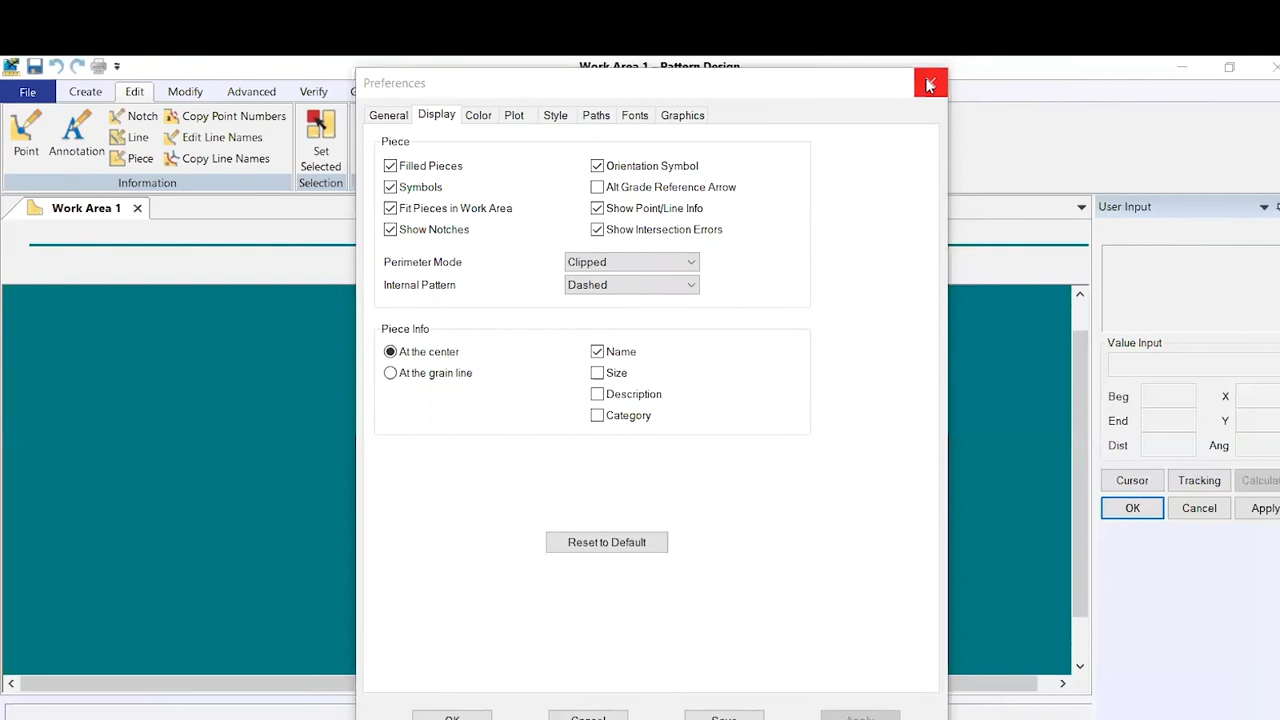 Work Area 1 - Pattern Design
Preferences
File Create Edit Modify Advanced Verify
General Display Color Plot Style Paths Fonts Graphics
Point Annotation
Notch Copy Point Numbers
Line Edit Line Names
Piece Copy Line Names
Set Selected
Information Selection
Work Area 1
User Input
Piece
Filled Pieces Orientation Symbol
Symbols Alt Grade Reference Arrow
Fit Pieces in Work Area Show Point/Line Info
Show Notches Show Intersection Errors
Perimeter Mode Clipped
Internal Pattern Dashed
Piece Info
At the center Name
At the grain line Size
Description
Category
Reset to Default
OK Cancel Save Apply
Value Input
Beg X
End Y
Dist Ang
Cursor Tracking Calculat
OK Cancel Apply